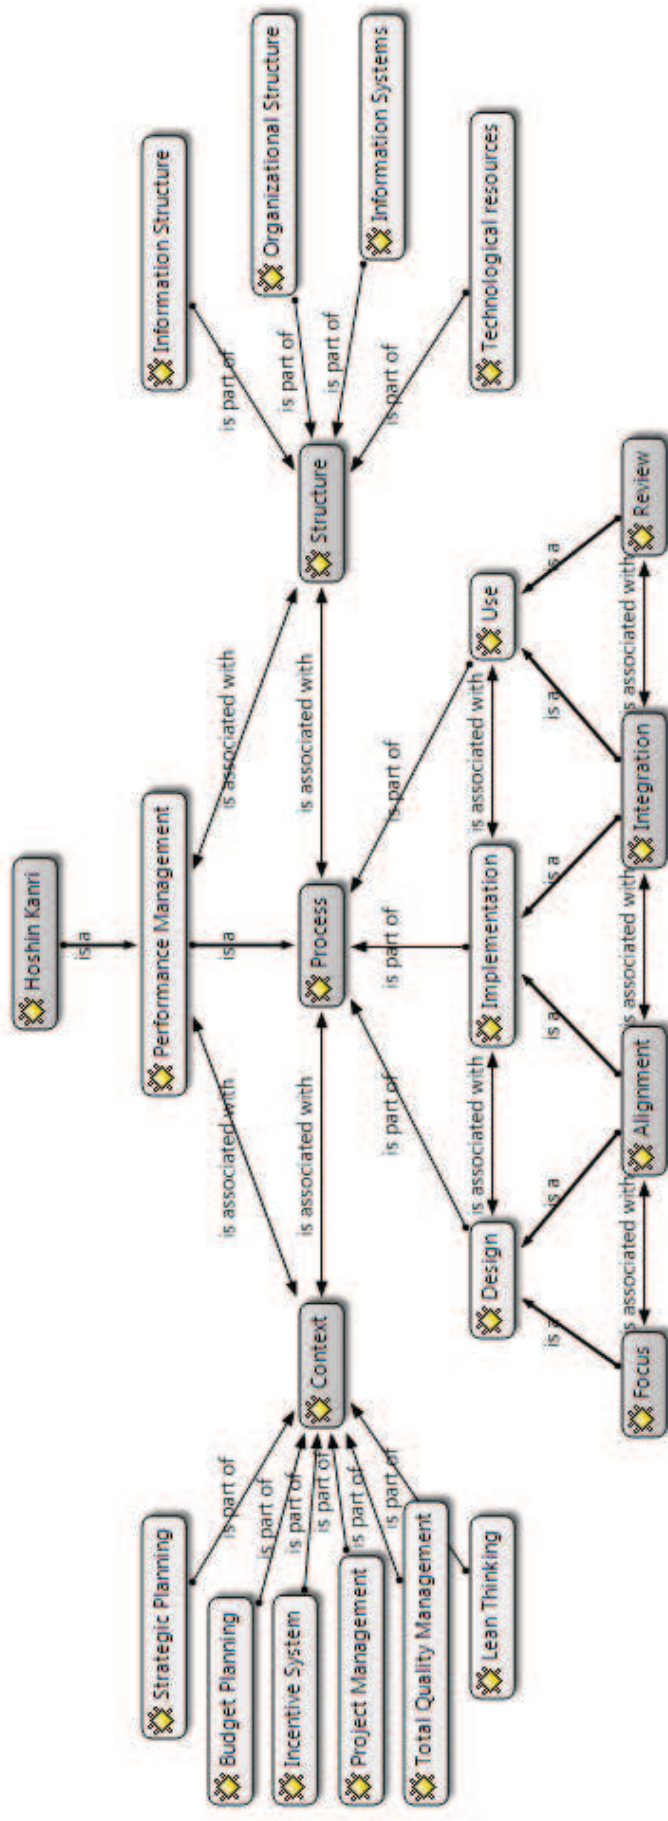 Hoshin Kanri
is a
Strategic Planning
Performance Management
Information Structure
is part of
is associated with
is a
is associated with
is part of
Budget Planning
is part of
Organizational Structure
is part of
Incentive System
is part of
Context
is associated with
Process
is associated with
Structure
Project Management
is part of
is part of
Information Systems
Total Quality Management
is part of
is part of
is part of
is part of
is part of
Lean Thinking
Design
is associated with
Implementation
is associated with
Use
Technological resources
is a
is a
is a
is a
is a
is a
Focus
is associated with
Alignment
is associated with
Integration
is associated with
Review